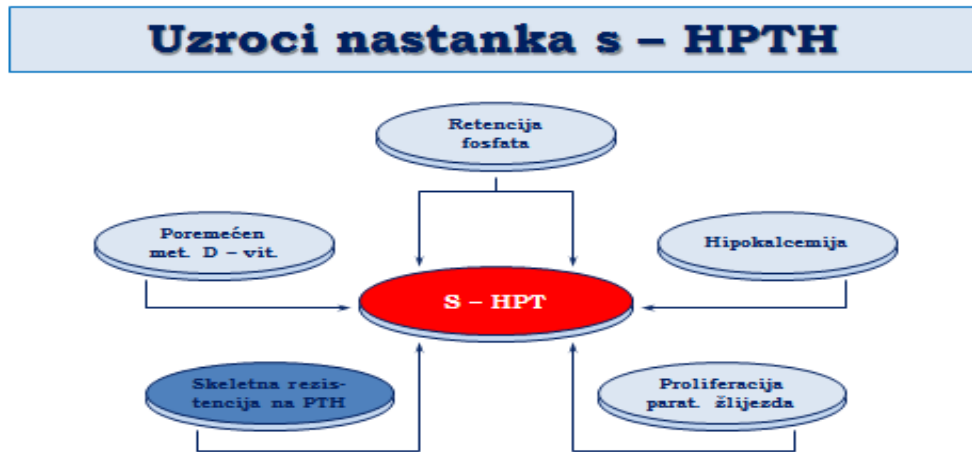 Uzroci nastanka s – HPTH
Retencija
fosfata
Poremećen
met. D – vit.
Hipokalcemija
S – HPT
Skeletna rezis-
tencija na PTH
Proliferacija
parat. žlijezda